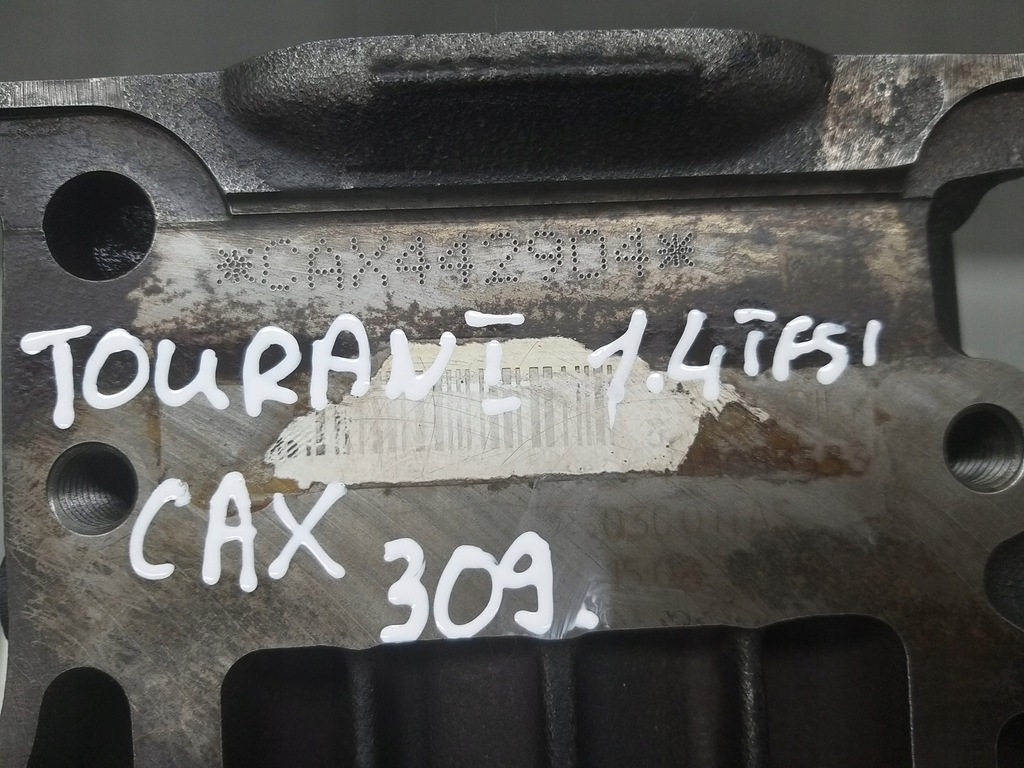 *CAX442904*
TOURAN I 1.4 TFSI
CAX 309.